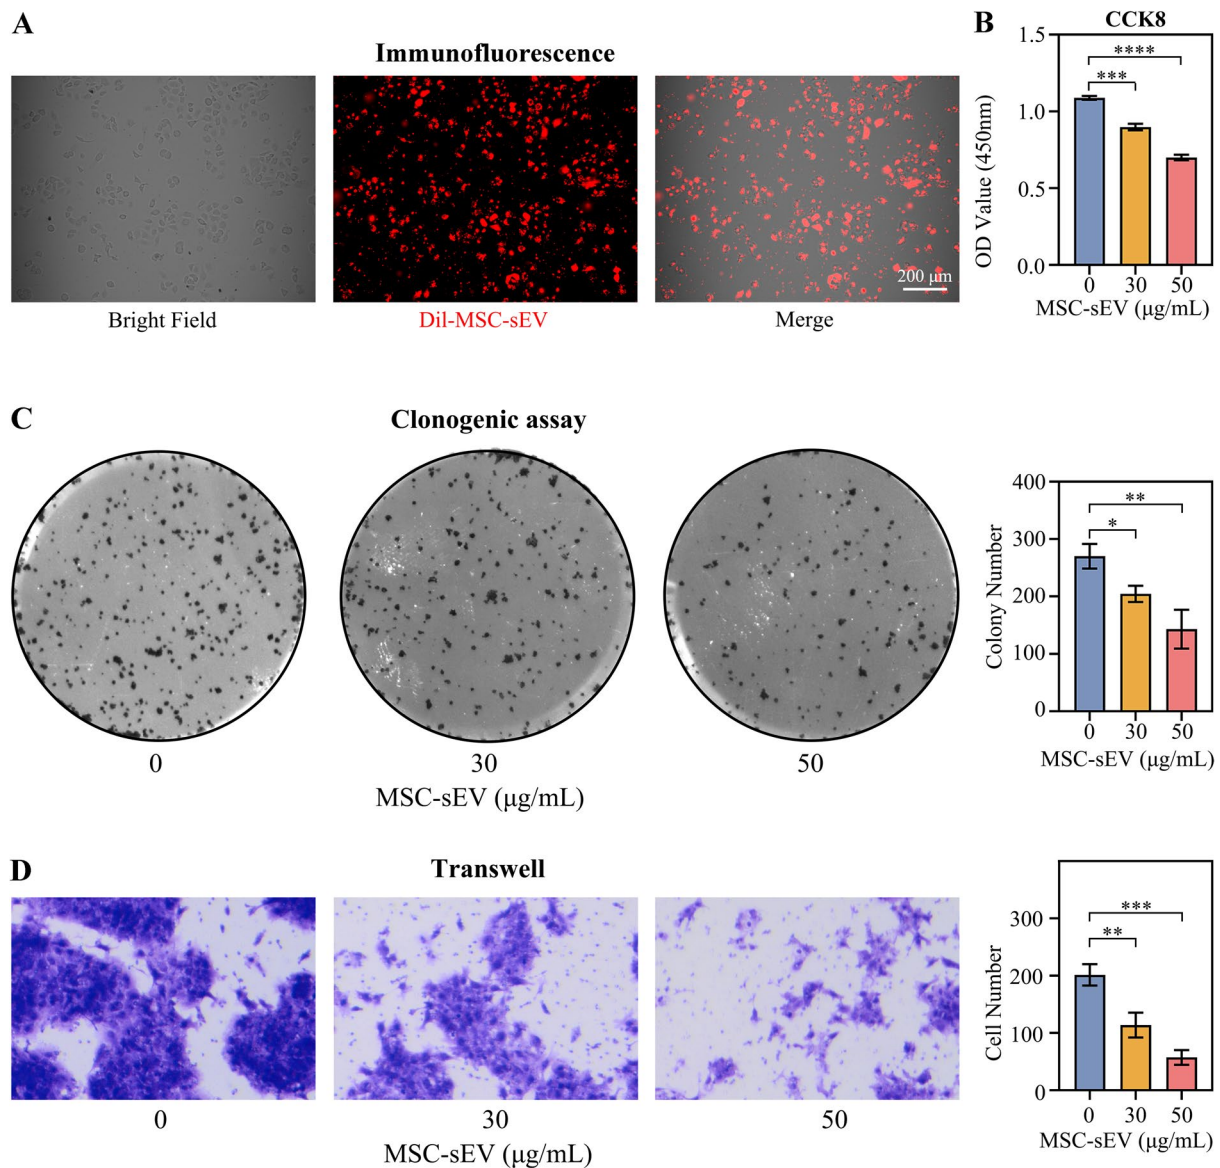 A
Immunofluorescence
Bright Field
Dil-MSC-sEV
200 μm
Merge
B
CCK8
OD Value (450nm)
1.5
1.0
0.5
0.0
****
***
0 30 50
MSC-sEV (μg/mL)
C
Clonogenic assay
0
30
50
MSC-sEV (μg/mL)
Colony Number
400
300
200
100
0
**
*
0 30 50
MSC-sEV (μg/mL)
D
Transwell
0
30
50
MSC-sEV (μg/mL)
Cell Number
300
200
100
0
***
**
0 30 50
MSC-sEV (μg/mL)